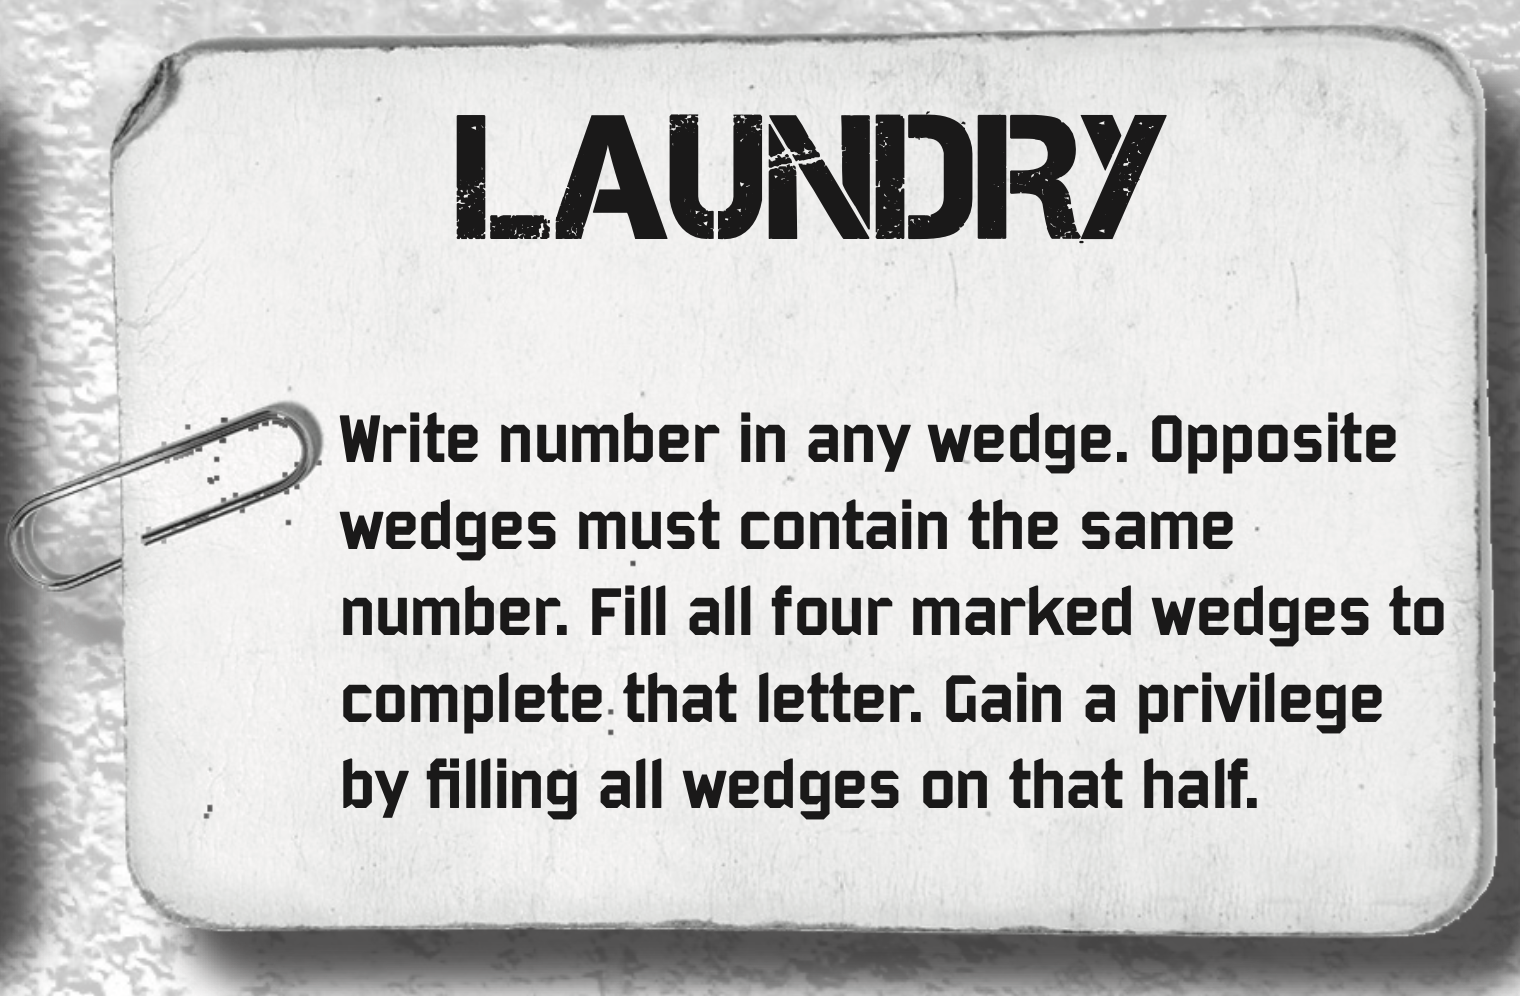 LAUNDRY
Write number in any wedge. Opposite
wedges must contain the same
number. Fill all four marked wedges to
complete that letter. Gain a privilege
by filling all wedges on that half.